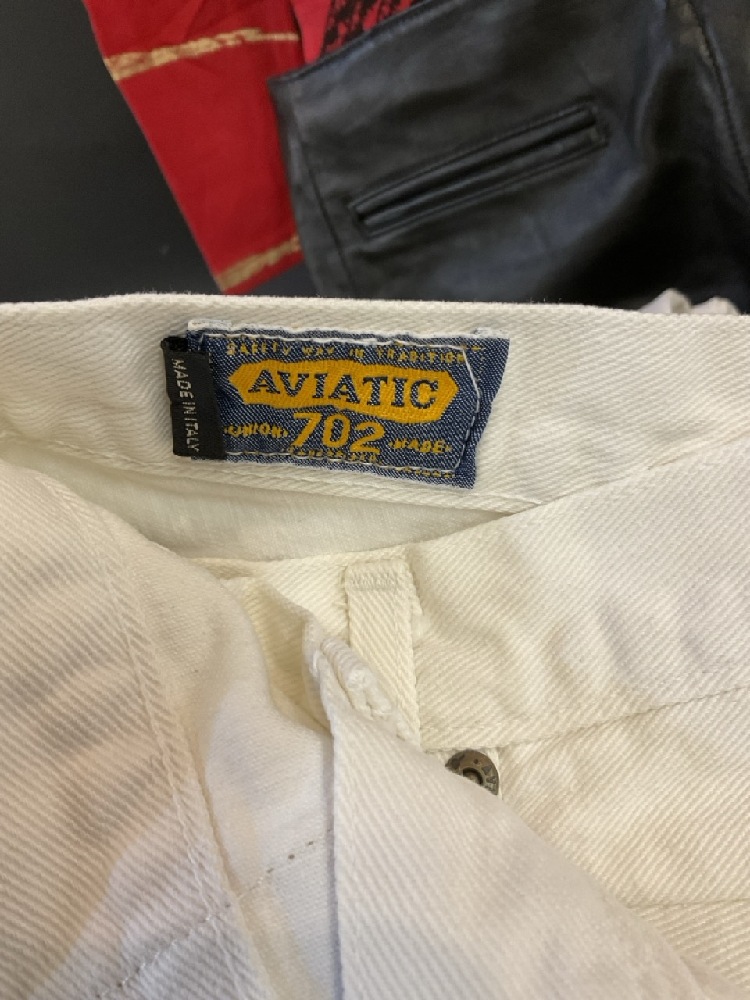 MADE IN ITALY
SAFETY WAY IN TRADITION
AVIATIC
UNION 702 MADE